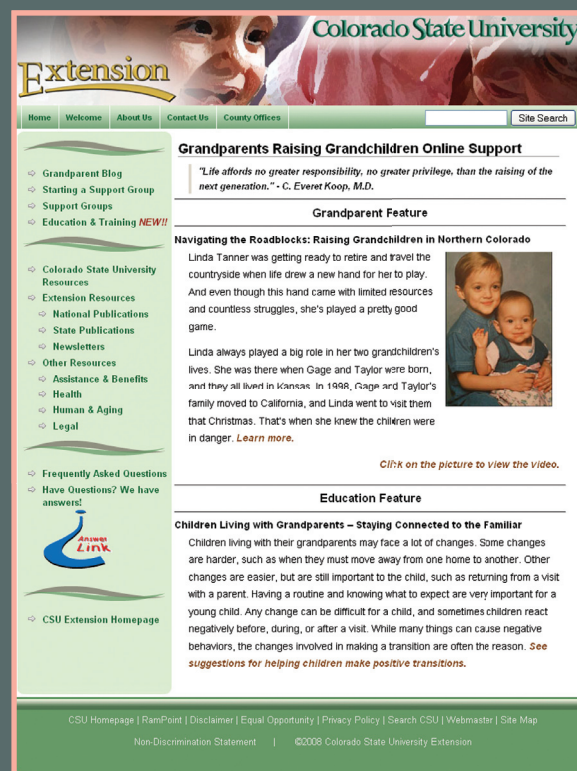 Colorado State University
Extension
Home
Welcome
About Us
Contact Us
County Offices
Site Search
Grandparent Blog
Starting a Support Group
Support Groups
Education & Training NEW!!
Colorado State University
Resources
Extension Resources
National Publications
State Publications
Newsletters
Other Resources
Assistance & Benefits
Health
Human & Aging
Legal
Frequently Asked Questions
Have Questions? We have
answers!
Answer
Link
CSU Extension Homepage
Grandparents Raising Grandchildren Online Support
"Life affords no greater responsibility, no greater privilege, than the raising of the
next generation." - C. Everet Koop, M.D.
Grandparent Feature
Navigating the Roadblocks: Raising Grandchildren in Northern Colorado
Linda Tanner was getting ready to retire and travel the
countryside when life drew a new hand for her to play.
And even though this hand came with limited resources
and countless struggles, she's played a pretty good
game.
Linda always played a big role in her two grandchildren's
lives. She was there when Gage and Taylor were born,
and they all lived in Kansas. In 1998, Gage and Taylor's
family moved to California, and Linda went to visit them
that Christmas. That's when she knew the children were
in danger. Learn more.
Click on the picture to view the video.
Education Feature
Children Living with Grandparents – Staying Connected to the Familiar
Children living with their grandparents may face a lot of changes. Some changes
are harder, such as when they must move away from one home to another. Other
changes are easier, but are still important to the child, such as returning from a visit
with a parent. Having a routine and knowing what to expect are very important for a
young child. Any change can be difficult for a child, and sometimes children react
negatively before, during, or after a visit. While many things can cause negative
behaviors, the changes involved in making a transition are often the reason. See
suggestions for helping children make positive transitions.
CSU Homepage | RamPoint | Disclaimer | Equal Opportunity | Privacy Policy | Search CSU | Webmaster | Site Map
Non-Discrimination Statement | ©2008 Colorado State University Extension